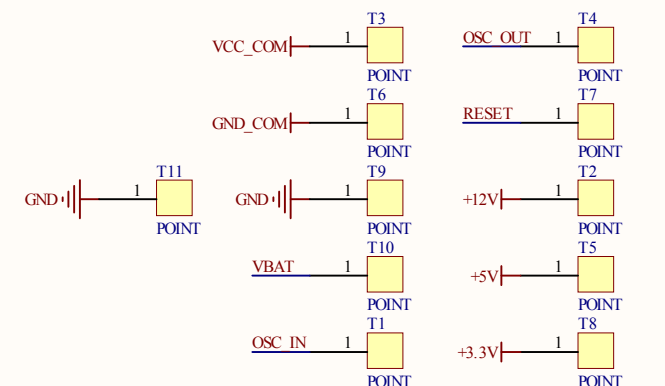 T3 T4
VCC_COM 1 OSC_OUT 1
POINT POINT
T6 T7
GND_COM 1 RESET 1
POINT POINT
T11 T9 T2
GND 1 GND 1 +12V 1
POINT POINT POINT
T10 T5
VBAT 1 +5V 1
POINT POINT
T1 T8
OSC_IN 1 +3.3V 1
POINT POINT